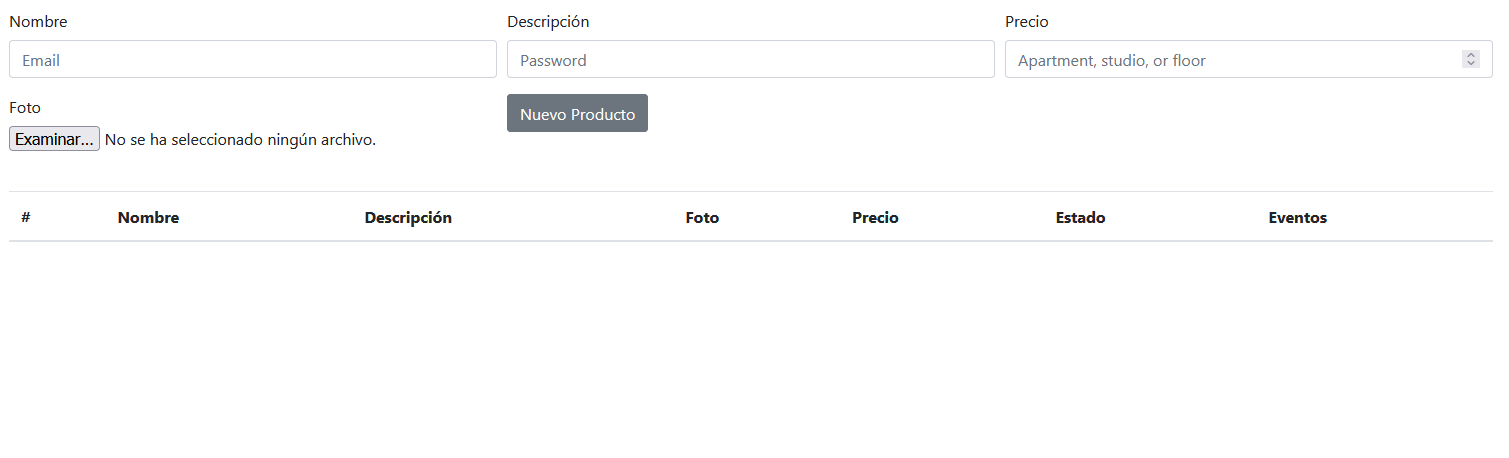 Nombre Descripción Precio
Email Password Apartment, studio, or floor
Foto Nuevo Producto
Examinar... No se ha seleccionado ningún archivo.
# Nombre Descripción Foto Precio Estado Eventos